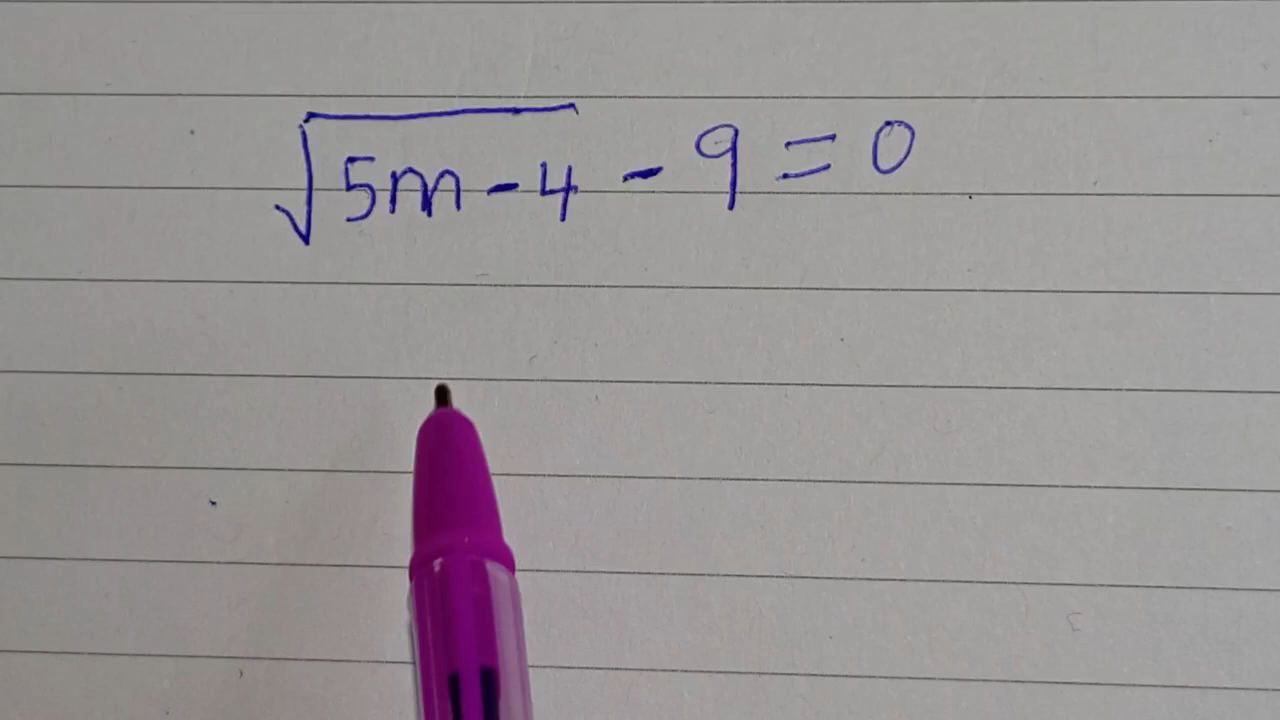 √(5m-4) - 9 = 0